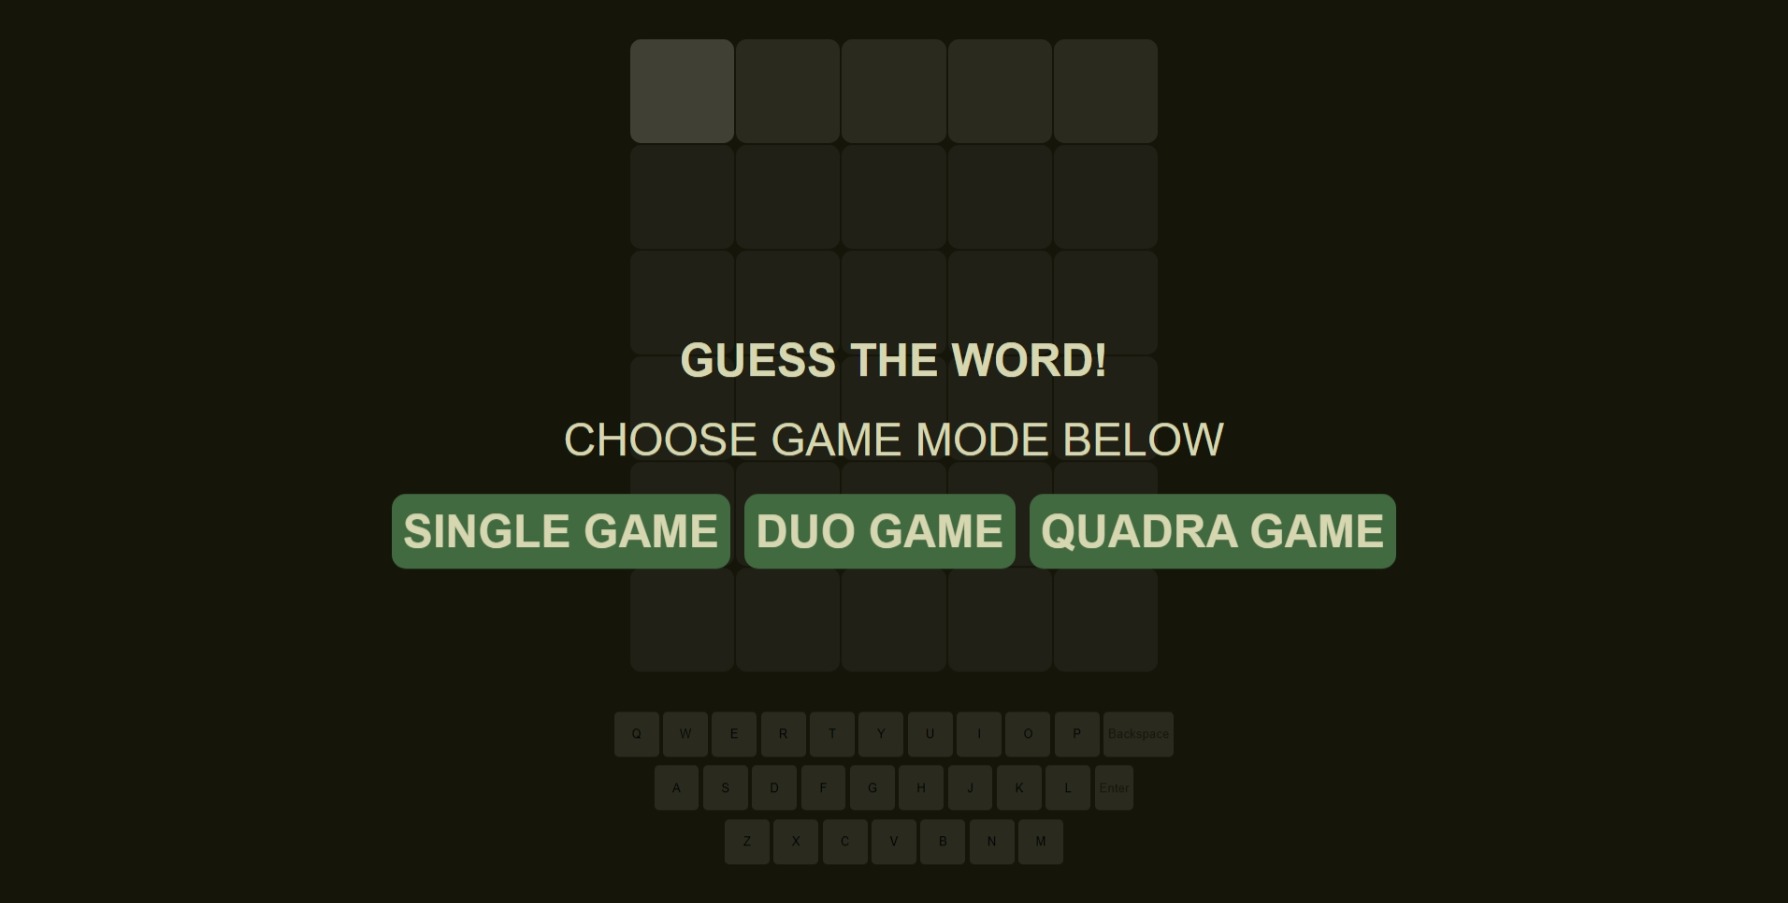 GUESS THE WORD!
CHOOSE GAME MODE BELOW
SINGLE GAME DUO GAME QUADRA GAME
Q W E R T Y U I O P Backspace
A S D F G H J K L Enter
Z X C V B N M